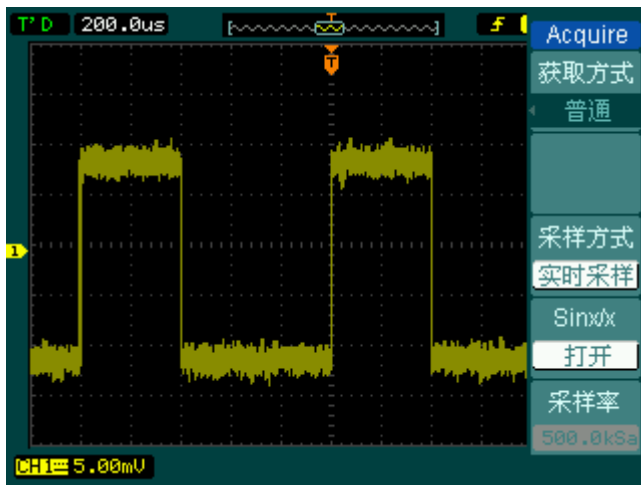 T'D 200.0us
T
Acquire
获取方式
普通
T
采样方式
1
实时采样
Sinx/x
打开
采样率
500.0kSa
CH1 5.00mV